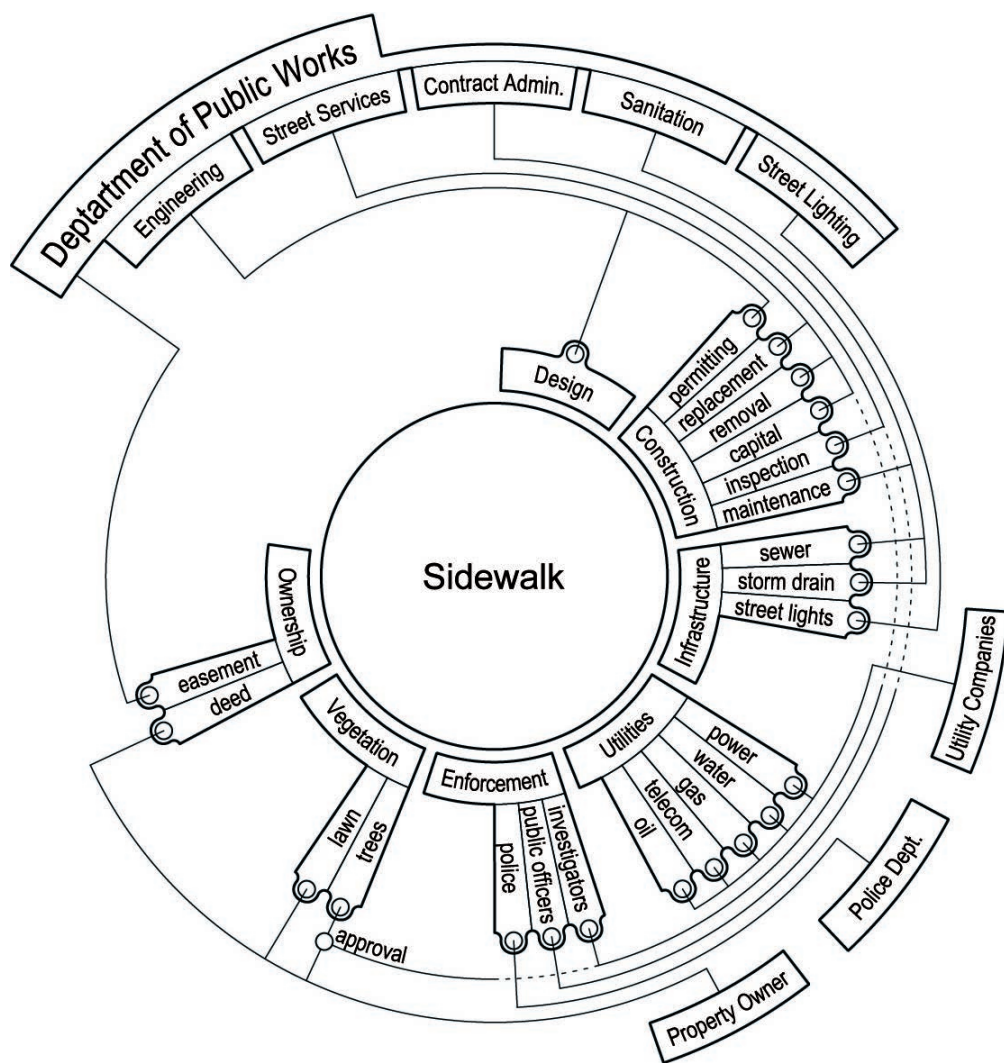 Deptartment of Public Works
Engineering
Street Services
Contract Admin.
Sanitation
Street Lighting
Design
Construction
permitting
replacement
removal
capital
inspection
maintenance
Infrastructure
sewer
storm drain
street lights
Utility Companies
Sidewalk
Ownership
easement
deed
Vegetation
lawn
trees
approval
Enforcement
police
public officers
investigators
Utilities
power
water
gas
telecom
oil
Police Dept.
Property Owner